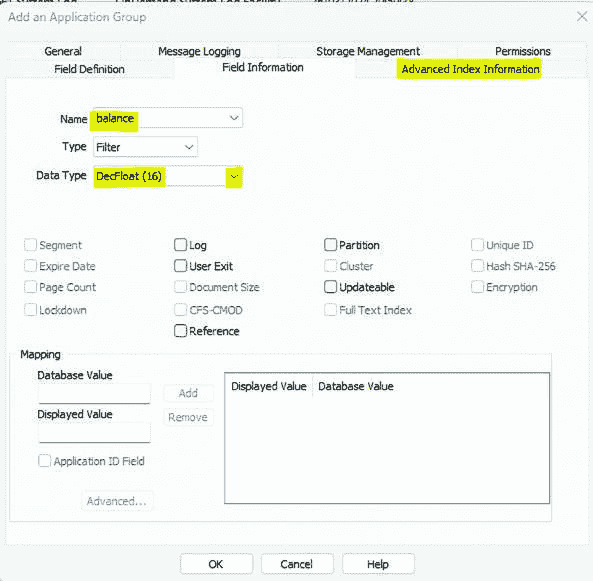 Add an Application Group
General Message Logging Storage Management Permissions
Field Definition Field Information Advanced Index Information
Name balance
Type Filter
Data Type DecFloat (16)
Segment Log Partition Unique ID
Expire Date User Exit Cluster Hash SHA-256
Page Count Document Size Updateable Encryption
Lockdown CFS-CMOD Full Text Index
Reference
Mapping
Database Value
Add
Displayed Value Database Value
Displayed Value
Remove
Application ID Field
Advanced...
OK Cancel Help